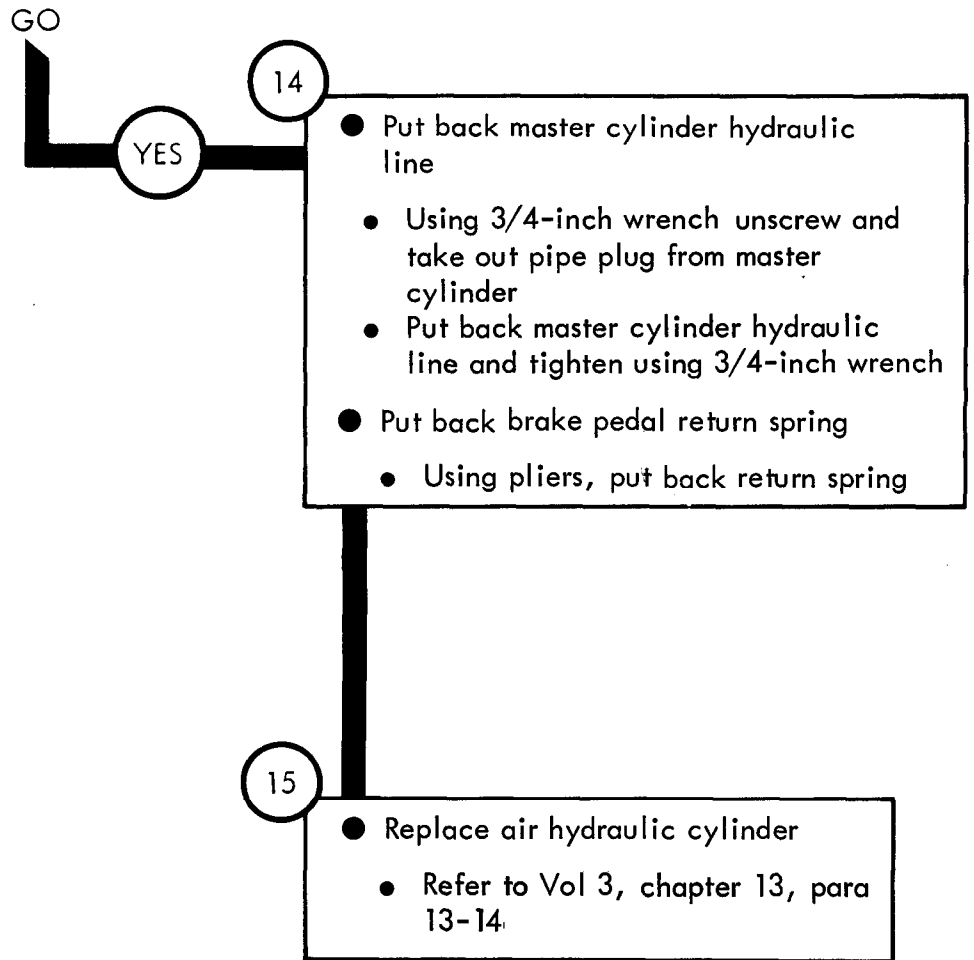 GO
YES
14
● Put back master cylinder hydraulic
line
● Using 3/4-inch wrench unscrew and
take out pipe plug from master
cylinder
● Put back master cylinder hydraulic
line and tighten using 3/4-inch wrench
● Put back brake pedal return spring
● Using pliers, put back return spring
15
● Replace air hydraulic cylinder
● Refer to Vol 3, chapter 13, para
13-14